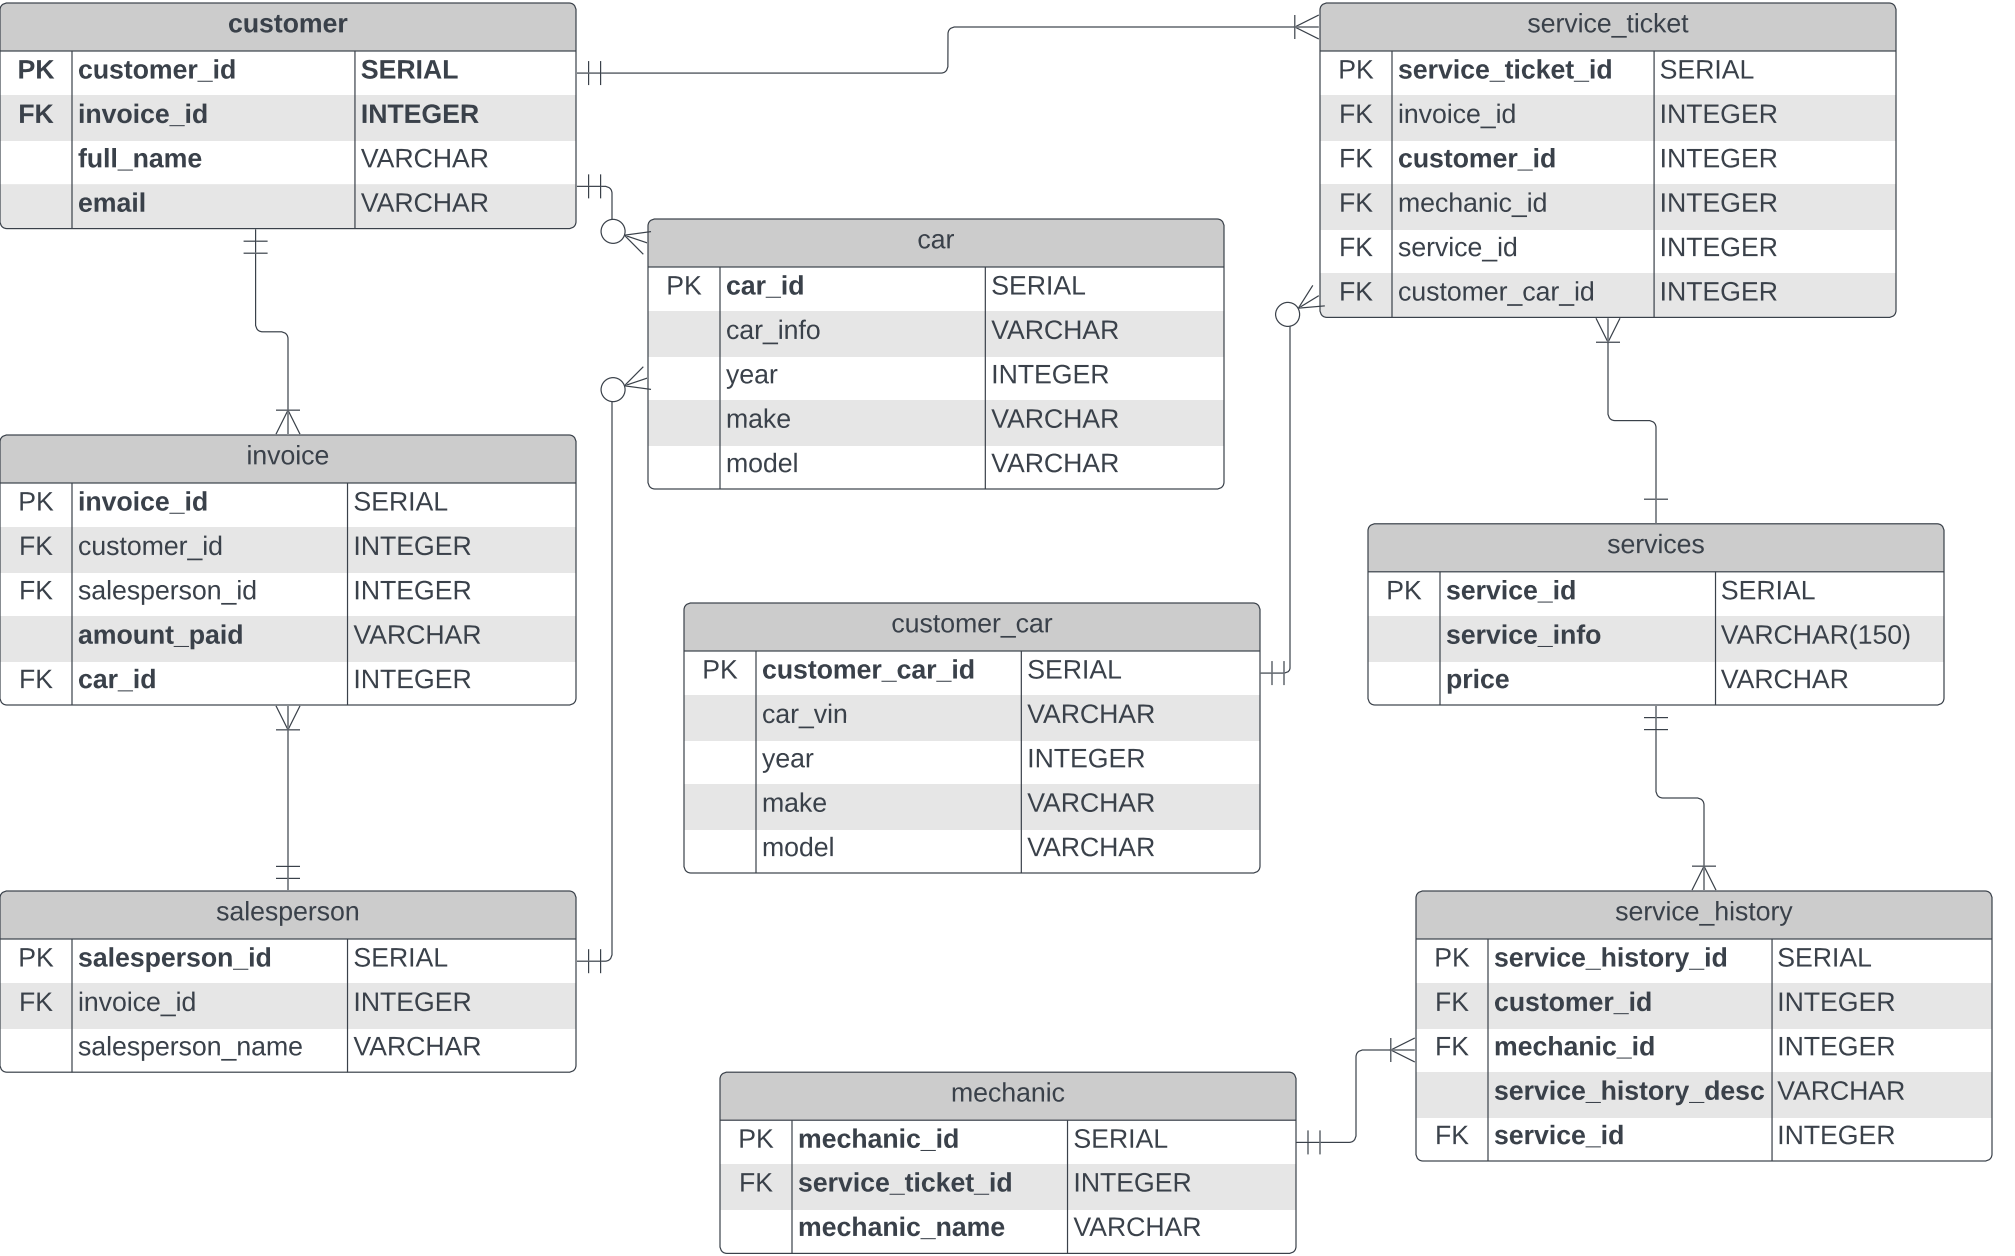 customer
PK customer_id SERIAL
FK invoice_id INTEGER
full_name VARCHAR
email VARCHAR
service_ticket
PK service_ticket_id SERIAL
FK invoice_id INTEGER
FK customer_id INTEGER
FK mechanic_id INTEGER
FK service_id INTEGER
FK customer_car_id INTEGER
car
PK car_id SERIAL
car_info VARCHAR
year INTEGER
make VARCHAR
model VARCHAR
invoice
PK invoice_id SERIAL
FK customer_id INTEGER
FK salesperson_id INTEGER
amount_paid VARCHAR
FK car_id INTEGER
services
PK service_id SERIAL
service_info VARCHAR(150)
price VARCHAR
customer_car
PK customer_car_id SERIAL
car_vin VARCHAR
year INTEGER
make VARCHAR
model VARCHAR
salesperson
PK salesperson_id SERIAL
FK invoice_id INTEGER
salesperson_name VARCHAR
service_history
PK service_history_id SERIAL
FK customer_id INTEGER
FK mechanic_id INTEGER
service_history_desc VARCHAR
FK service_id INTEGER
mechanic
PK mechanic_id SERIAL
FK service_ticket_id INTEGER
mechanic_name VARCHAR